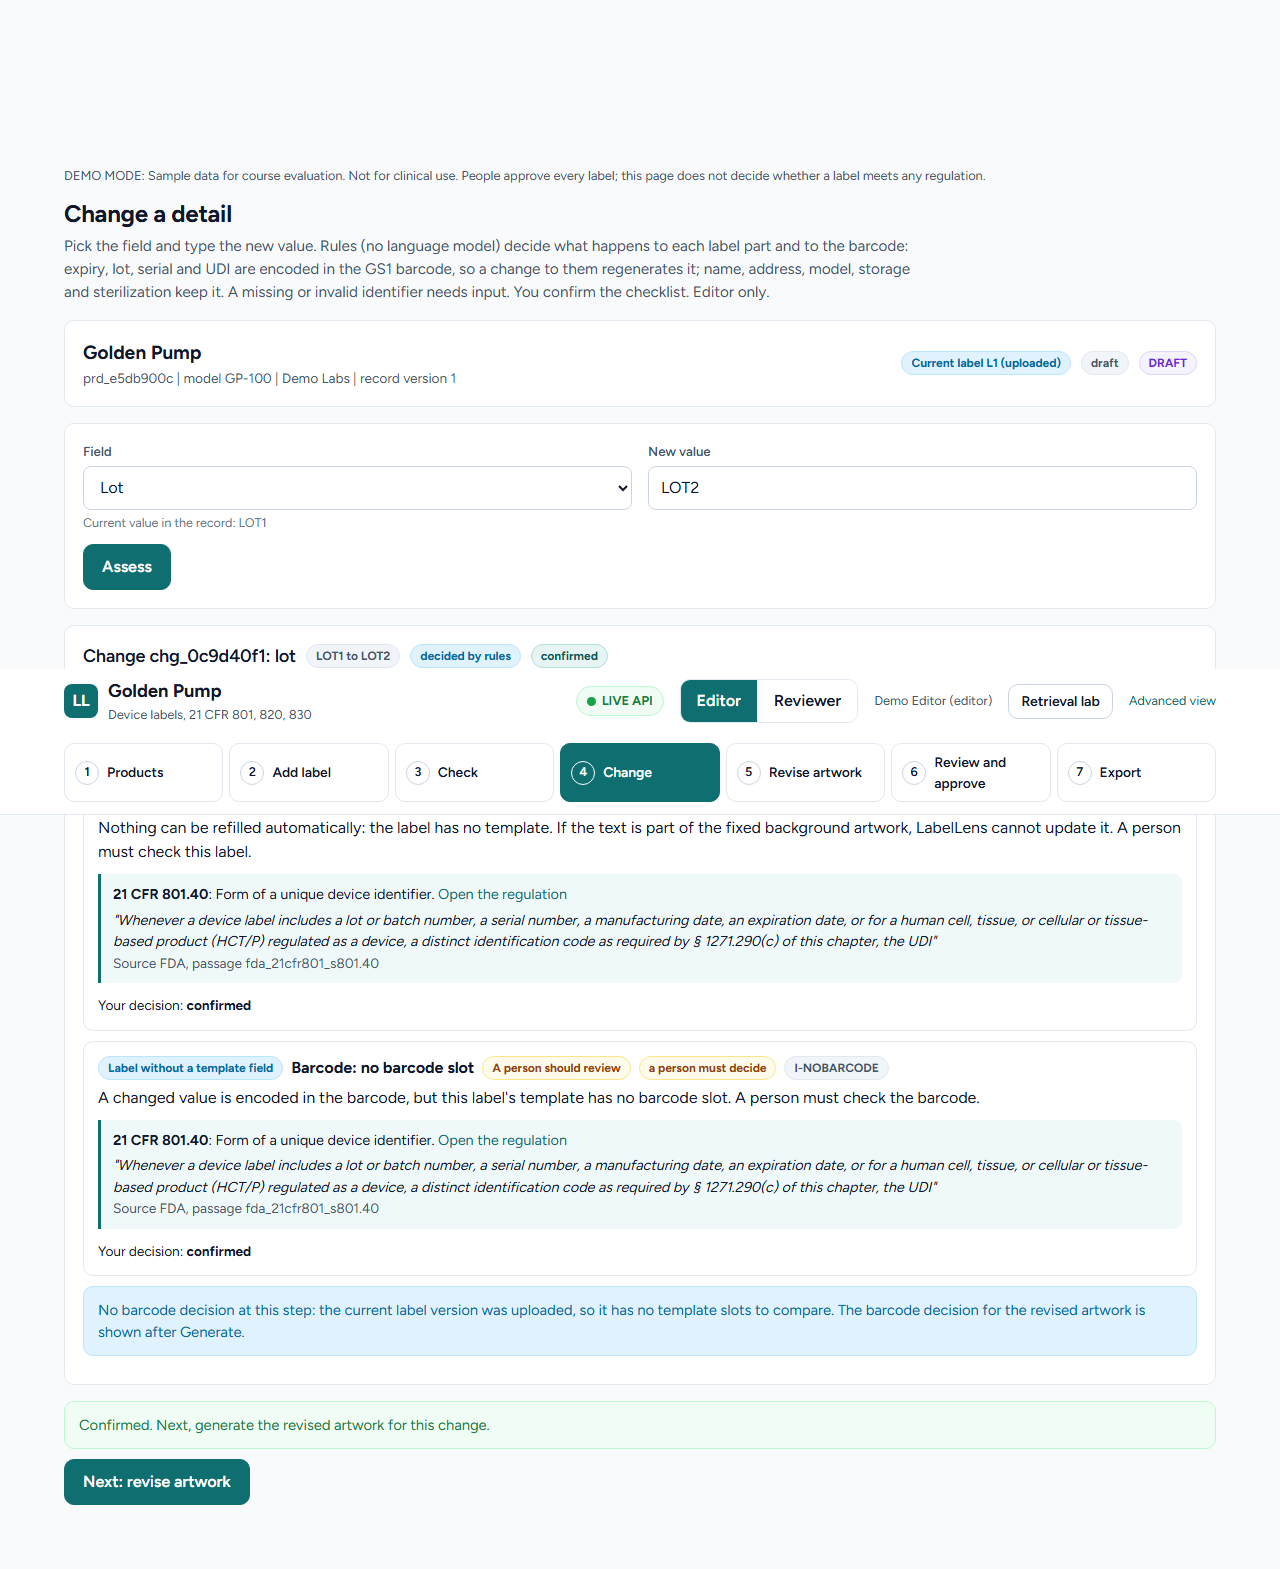 DEMO MODE: Sample data for course evaluation. Not for clinical use. People approve every label; this page does not decide whether a label meets any regulation.
Change a detail
Pick the field and type the new value. Rules (no language model) decide what happens to each label part and to the barcode:
expiry, lot, serial and UDI are encoded in the GS1 barcode, so a change to them regenerates it; name, address, model, storage
and sterilization keep it. A missing or invalid identifier needs input. You confirm the checklist. Editor only.
Golden Pump
prd_e5db900c | model GP-100 | Demo Labs | record version 1
Current label L1 (uploaded)
draft
DRAFT
Field
New value
Lot
LOT2
Current value in the record: LOT1
Assess
Change chg_0c9d40f1: lot
LOT1 to LOT2
decided by rules
confirmed
LL
Golden Pump
Device labels, 21 CFR 801, 820, 830
LIVE API
Editor
Reviewer
Demo Editor (editor)
Retrieval lab
Advanced view
1 Products
2 Add label
3 Check
4 Change
5 Revise artwork
6 Review and
approve
7 Export
Nothing can be refilled automatically: the label has no template. If the text is part of the fixed background artwork, LabelLens cannot update it. A person
must check this label.
21 CFR 801.40: Form of a unique device identifier. Open the regulation
"Whenever a device label includes a lot or batch number, a serial number, a manufacturing date, an expiration date, or for a human cell, tissue, or cellular or tissue-
based product (HCT/P) regulated as a device, a distinct identification code as required by § 1271.290(c) of this chapter, the UDI"
Source FDA, passage fda_21cfr801_s801.40
Your decision: confirmed
Label without a template field
Barcode: no barcode slot
A person should review
a person must decide
I-NOBARCODE
A changed value is encoded in the barcode, but this label's template has no barcode slot. A person must check the barcode.
21 CFR 801.40: Form of a unique device identifier. Open the regulation
"Whenever a device label includes a lot or batch number, a serial number, a manufacturing date, an expiration date, or for a human cell, tissue, or cellular or tissue-
based product (HCT/P) regulated as a device, a distinct identification code as required by § 1271.290(c) of this chapter, the UDI"
Source FDA, passage fda_21cfr801_s801.40
Your decision: confirmed
No barcode decision at this step: the current label version was uploaded, so it has no template slots to compare. The barcode decision for the revised artwork is
shown after Generate.
Confirmed. Next, generate the revised artwork for this change.
Next: revise artwork